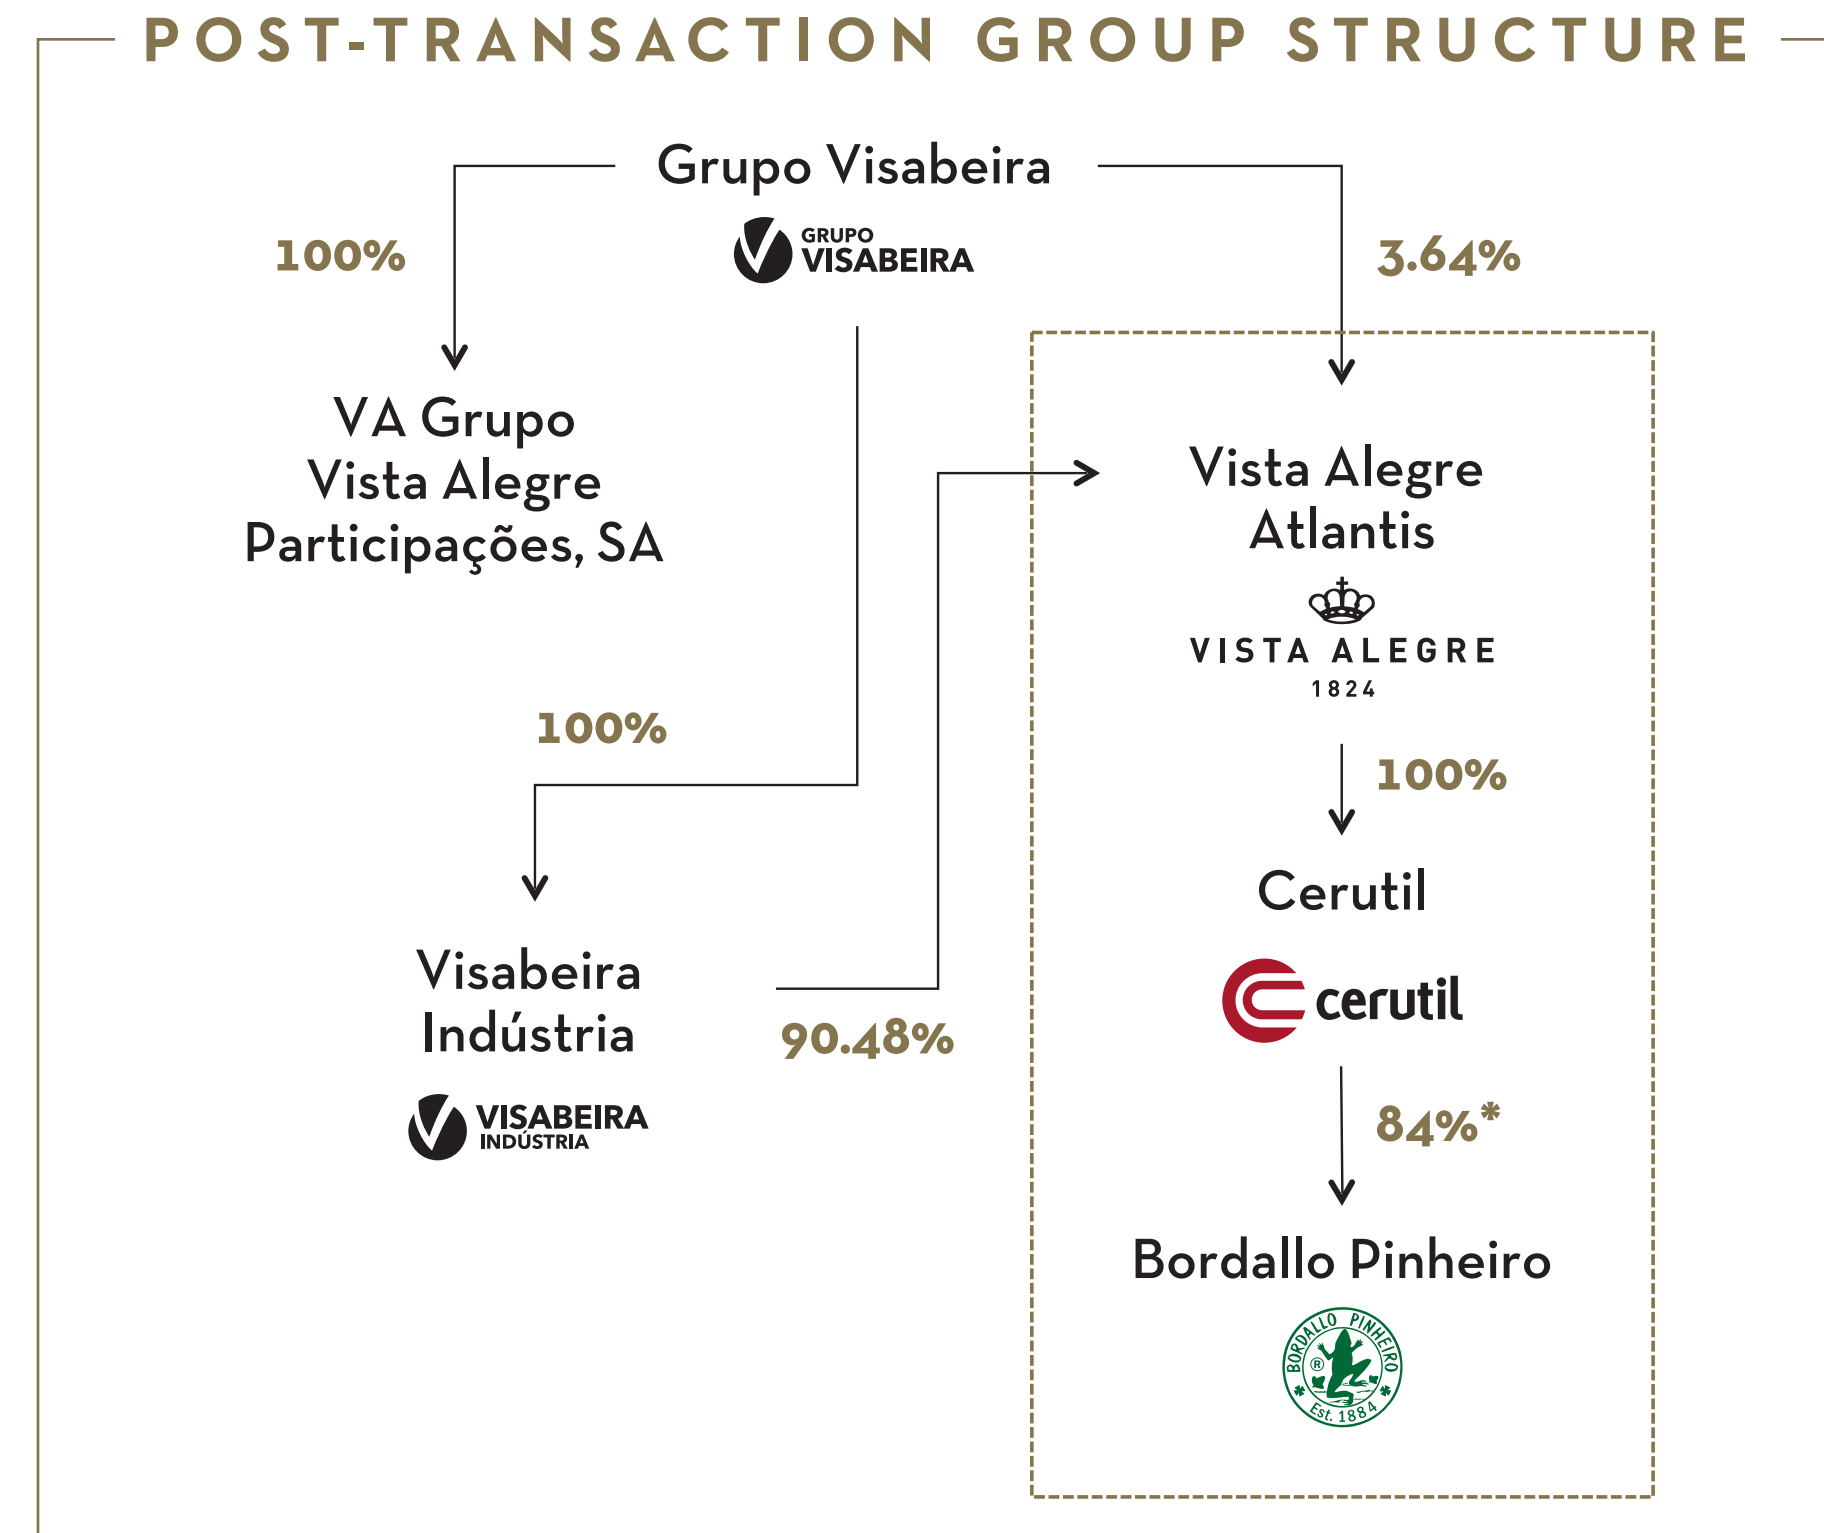 POST-TRANSACTION GROUP STRUCTURE
Grupo Visabeira
GRUPO
VISABEIRA
100%
3.64%
VA Grupo
Vista Alegre
Participações, SA
Vista Alegre
Atlantis
VISTA ALEGRE
1824
100%
100%
Cerutil
cerutil
Visabeira
Indústria
90.48%
VISABEIRA
INDÚSTRIA
84%*
Bordallo Pinheiro
BORDALLO PINHEIRO
®
Est. 1884